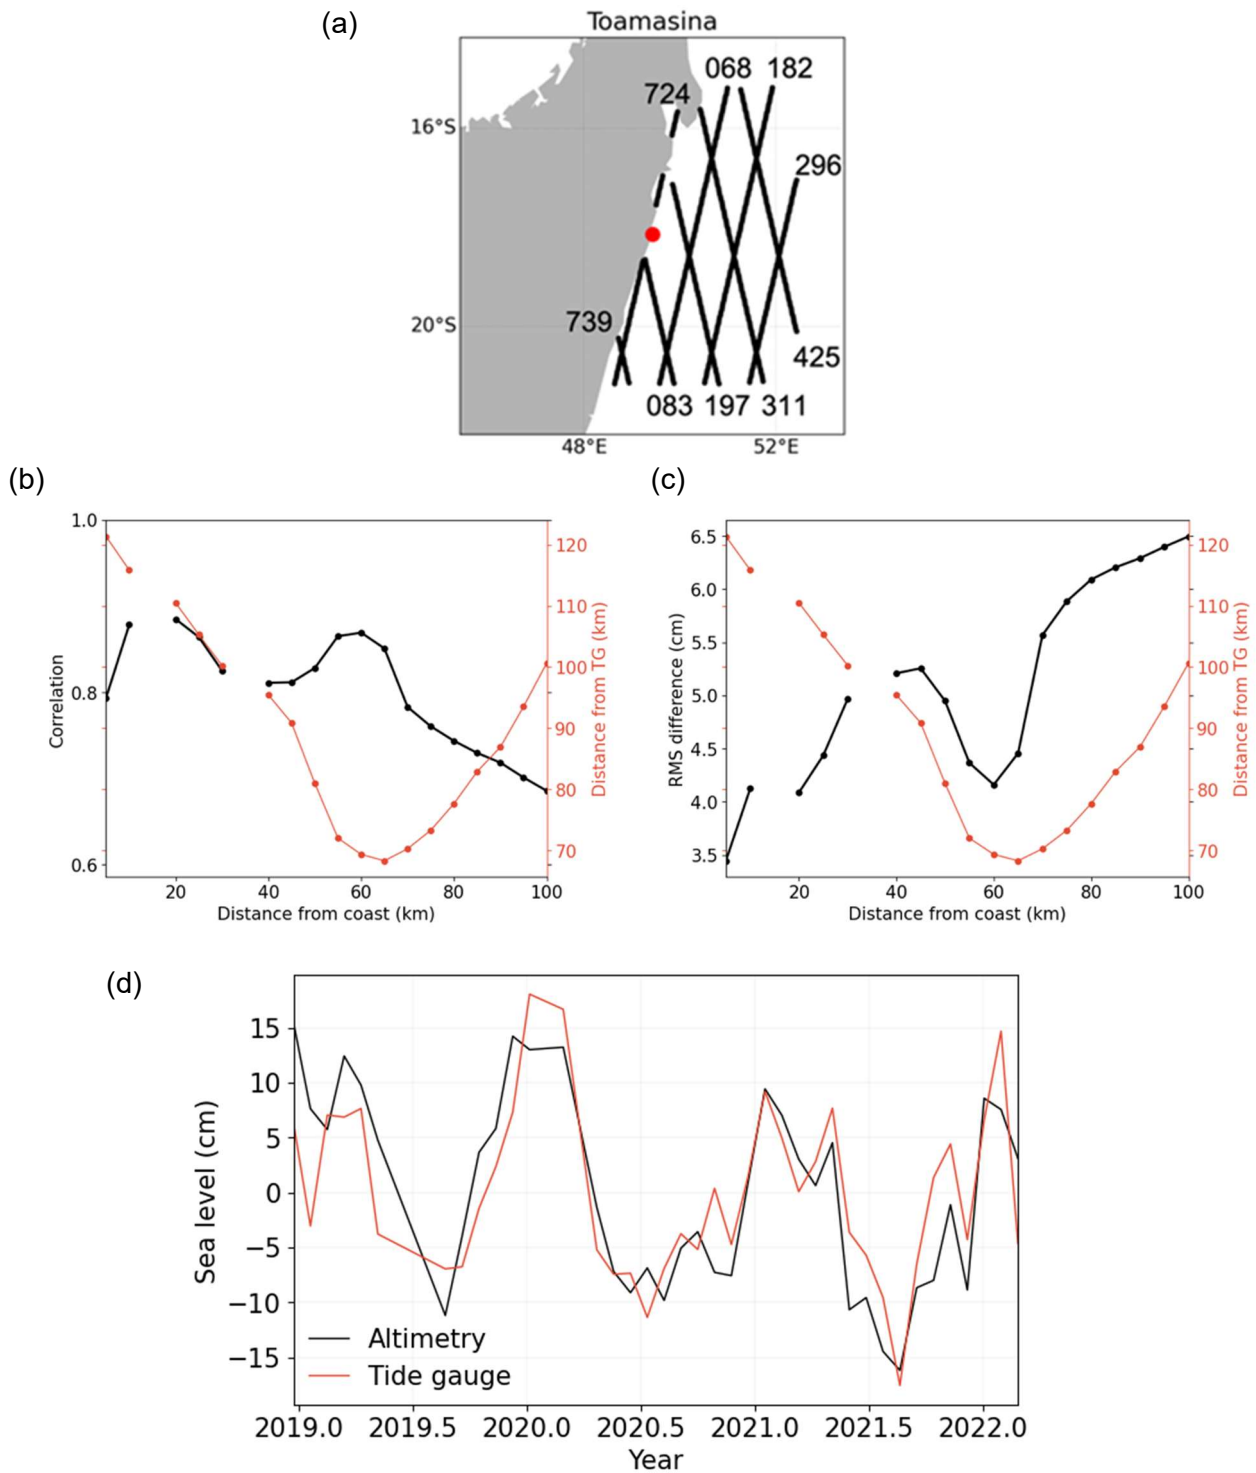 (a)
Toamasina
068 182
724
16°S
296
739
20°S
425
083 197 311
48°E 52°E
(b)
1.0
0.8
0.6
Correlation
120
110
100
90
80
70
Distance from TG (km)
20 40 60 80 100
Distance from coast (km)
(c)
6.5
6.0
5.5
5.0
4.5
4.0
3.5
RMS difference (cm)
120
110
100
90
80
70
Distance from TG (km)
20 40 60 80 100
Distance from coast (km)
(d)
15
10
5
0
−5
−10
−15
Sea level (cm)
Altimetry
Tide gauge
2019.0 2019.5 2020.0 2020.5 2021.0 2021.5 2022.0
Year